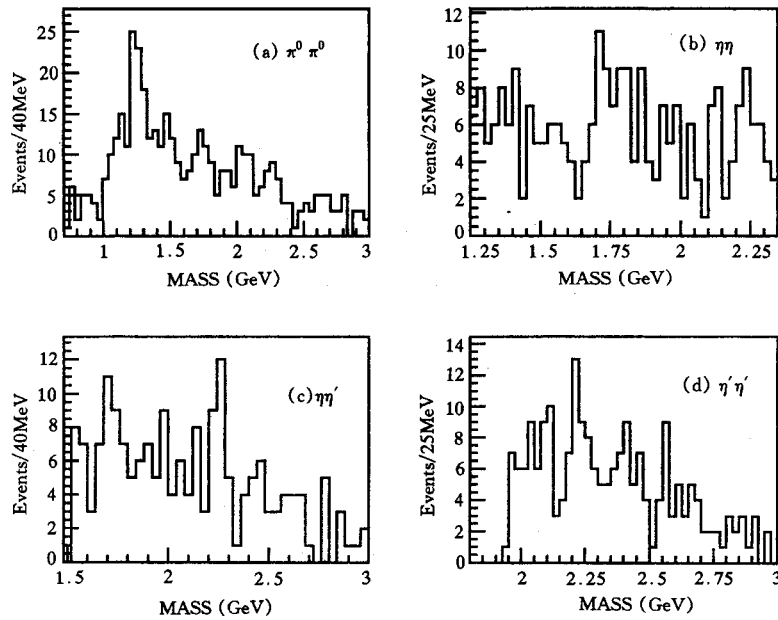 25
20
15
10
5
0
Events/40MeV
(a) π⁰ π⁰
1 1.5 2 2.5 3
MASS (GeV)
12
10
8
6
4
2
0
Events/25MeV
(b) ηη
1.25 1.5 1.75 2 2.25
MASS (GeV)
12
10
8
6
4
2
0
Events/40MeV
(c) ηη′
1.5 2 2.5 3
MASS (GeV)
14
12
10
8
6
4
2
0
Events/25MeV
(d) η′η′
2 2.25 2.5 2.75 3
MASS (GeV)